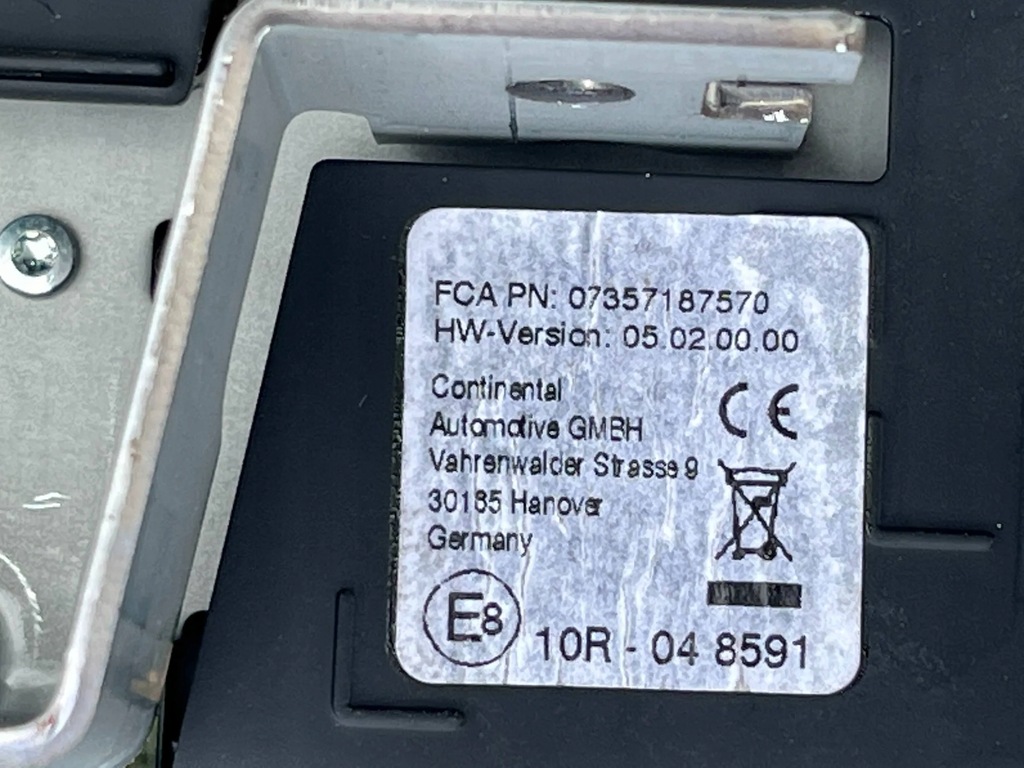 FCA PN: 07357187570
HW-Version: 05.02.00.00
Continental
Automotive GMBH
Vahrenwalder Strasse 9
30165 Hanover
Germany
CE
E8
10R - 04 8591